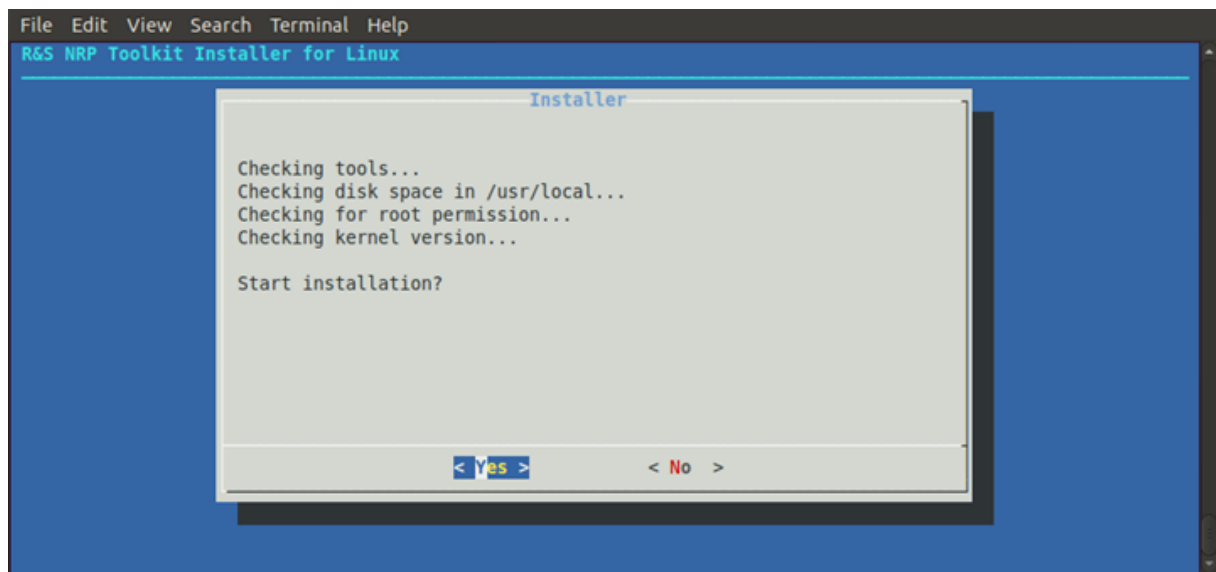 File Edit View Search Terminal Help
R&S NRP Toolkit Installer for Linux
Installer
Checking tools...
Checking disk space in /usr/local...
Checking for root permission...
Checking kernel version...
Start installation?
< Yes > < No >